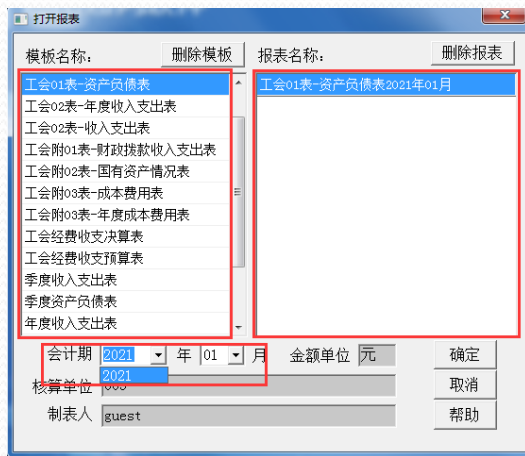 打开报表
模板名称: 删除模板 报表名称: 删除报表
工会01表-资产负债表
工会02表-年度收入支出表
工会02表-收入支出表
工会附01表-财政拨款收入支出表
工会附02表-国有资产情况表
工会附03表-成本费用表
工会附03表-年度成本费用表
工会经费收支决算表
工会经费收支预算表
季度收入支出表
季度资产负债表
年度收入支出表
工会01表-资产负债表2021年01月
会计期 2021 年 01 月 金额单位 元 确定
2021
核算单位 取消
制表人 guest 帮助